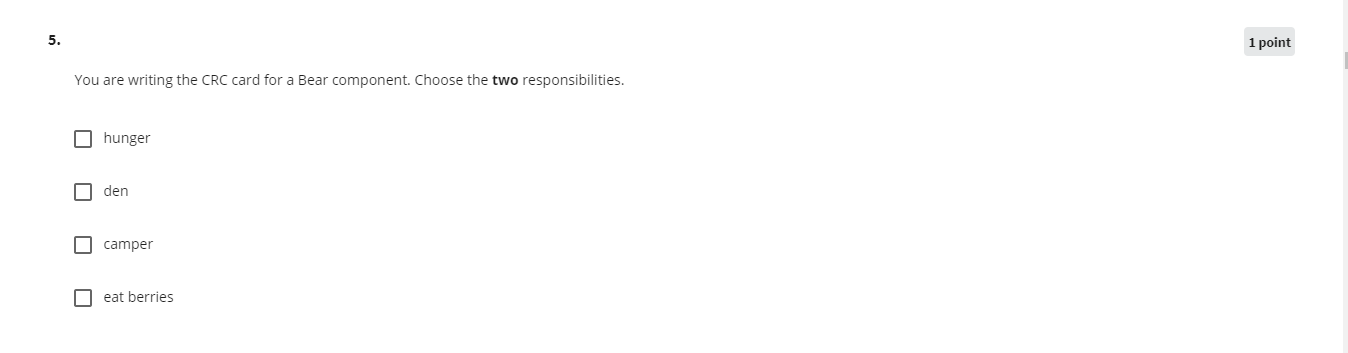 5.
1 point
You are writing the CRC card for a Bear component. Choose the two responsibilities.
hunger
den
camper
eat berries